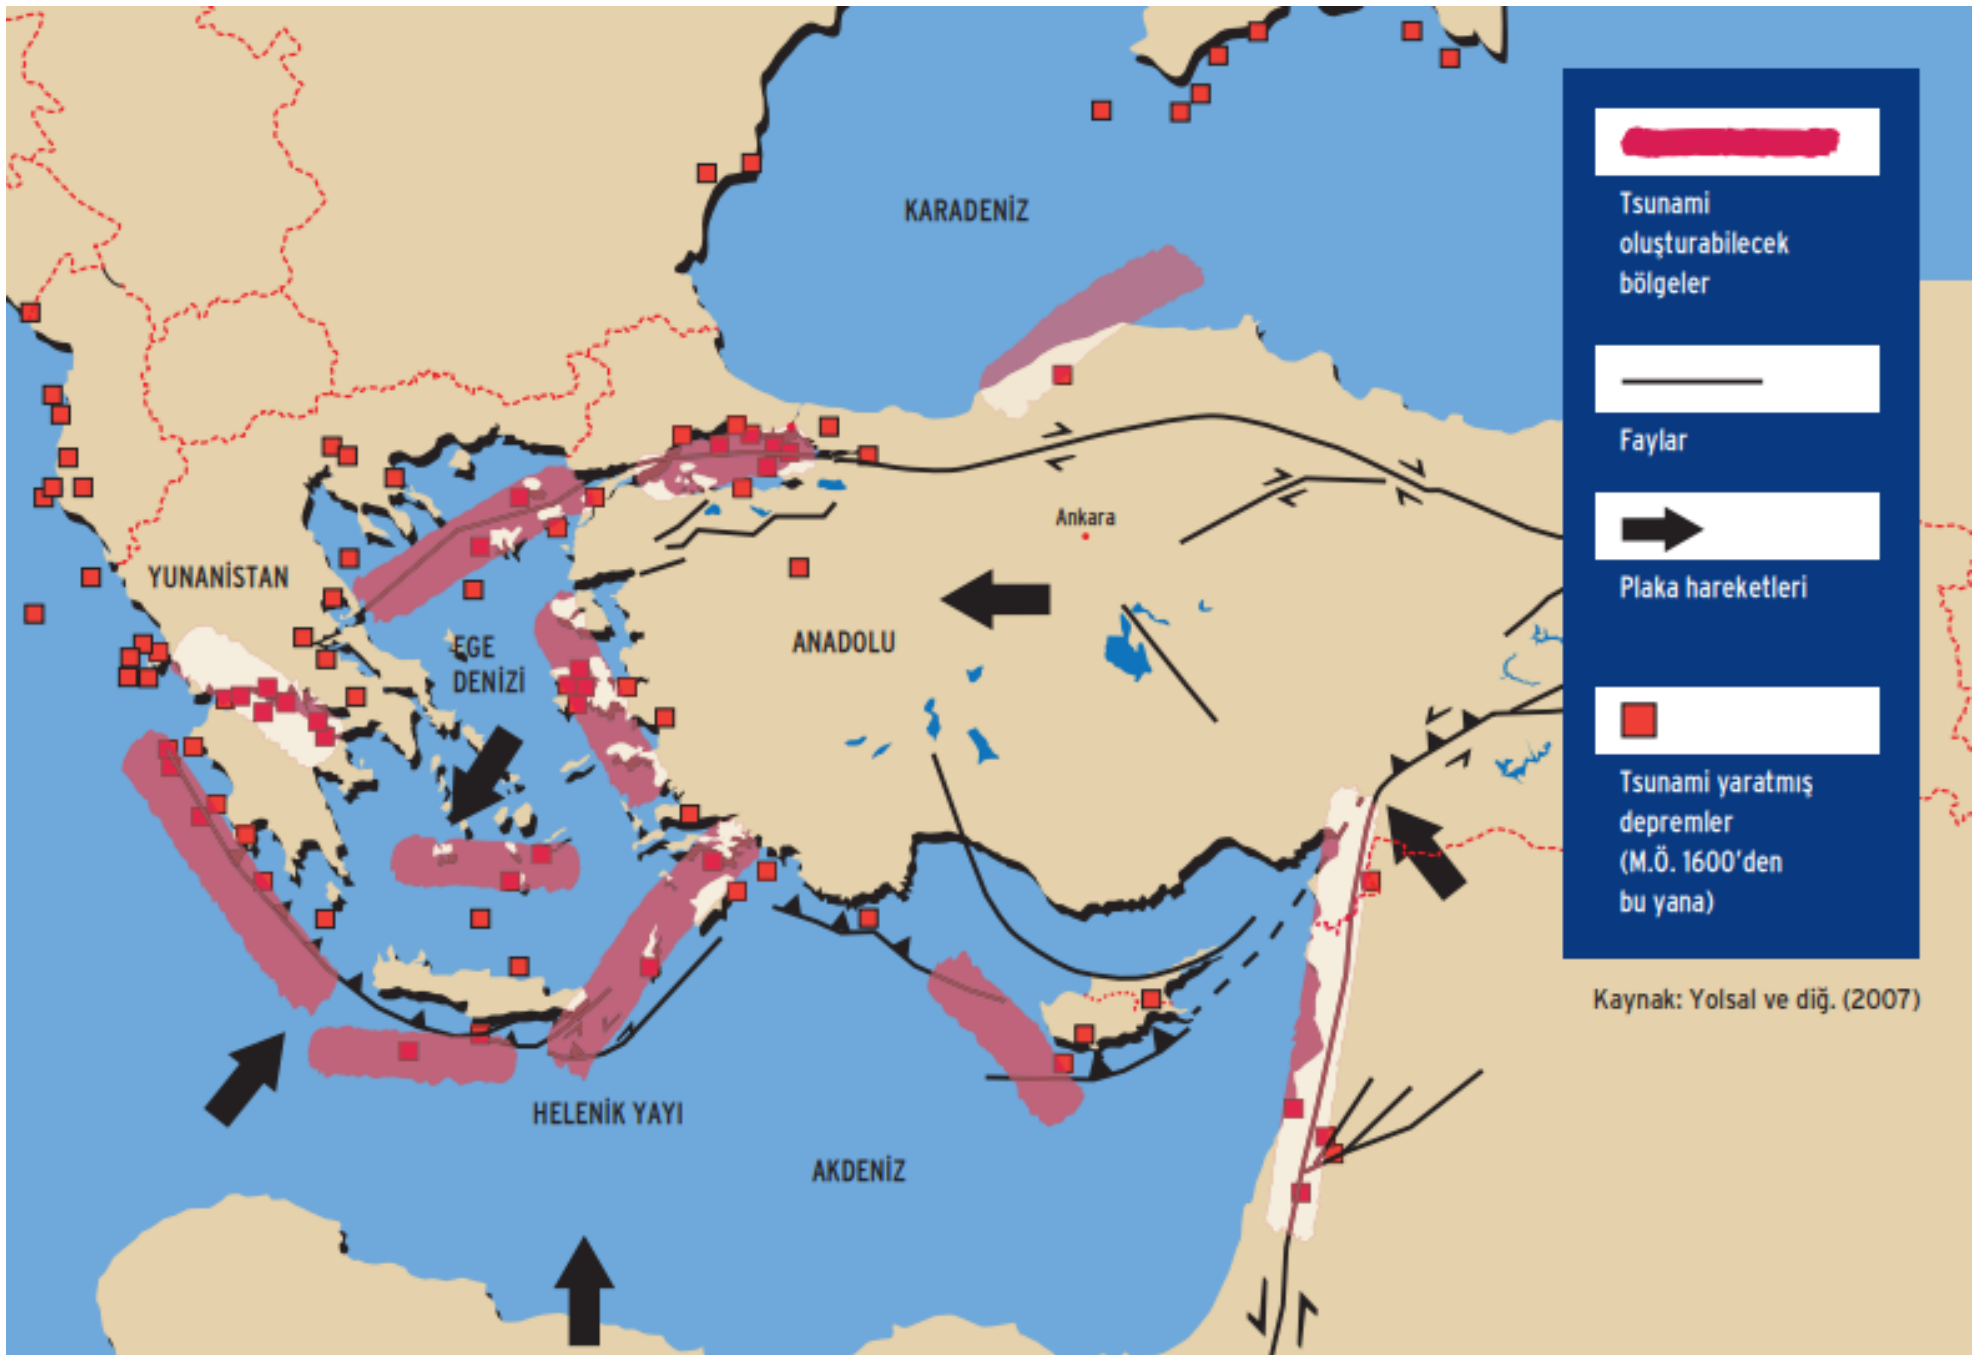 KARADENİZ
YUNANİSTAN
EGE
DENİZİ
Ankara
ANADOLU
HELENİK YAYI
AKDENİZ
Tsunami
oluşturabilecek
bölgeler
Faylar
Plaka hareketleri
Tsunami yaratmış
depremler
(M.Ö. 1600'den
bu yana)
Kaynak: Yolsal ve diğ. (2007)